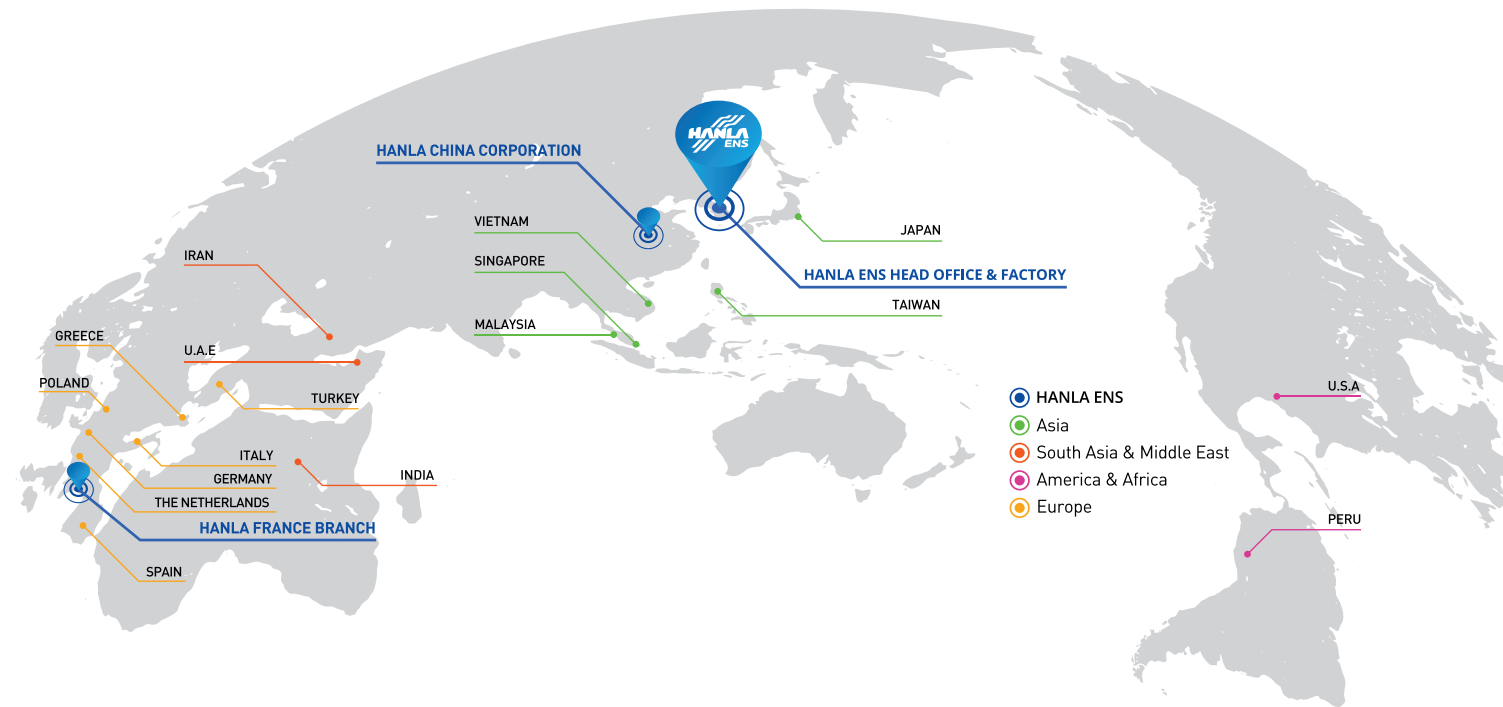 HANLA
ENS
HANLA CHINA CORPORATION
VIETNAM
JAPAN
IRAN
SINGAPORE
HANLA ENS HEAD OFFICE & FACTORY
TAIWAN
MALAYSIA
GREECE
U.A.E
POLAND
TURKEY
U.S.A
HANLA ENS
Asia
South Asia & Middle East
America & Africa
Europe
ITALY
GERMANY
INDIA
THE NETHERLANDS
HANLA FRANCE BRANCH
PERU
SPAIN